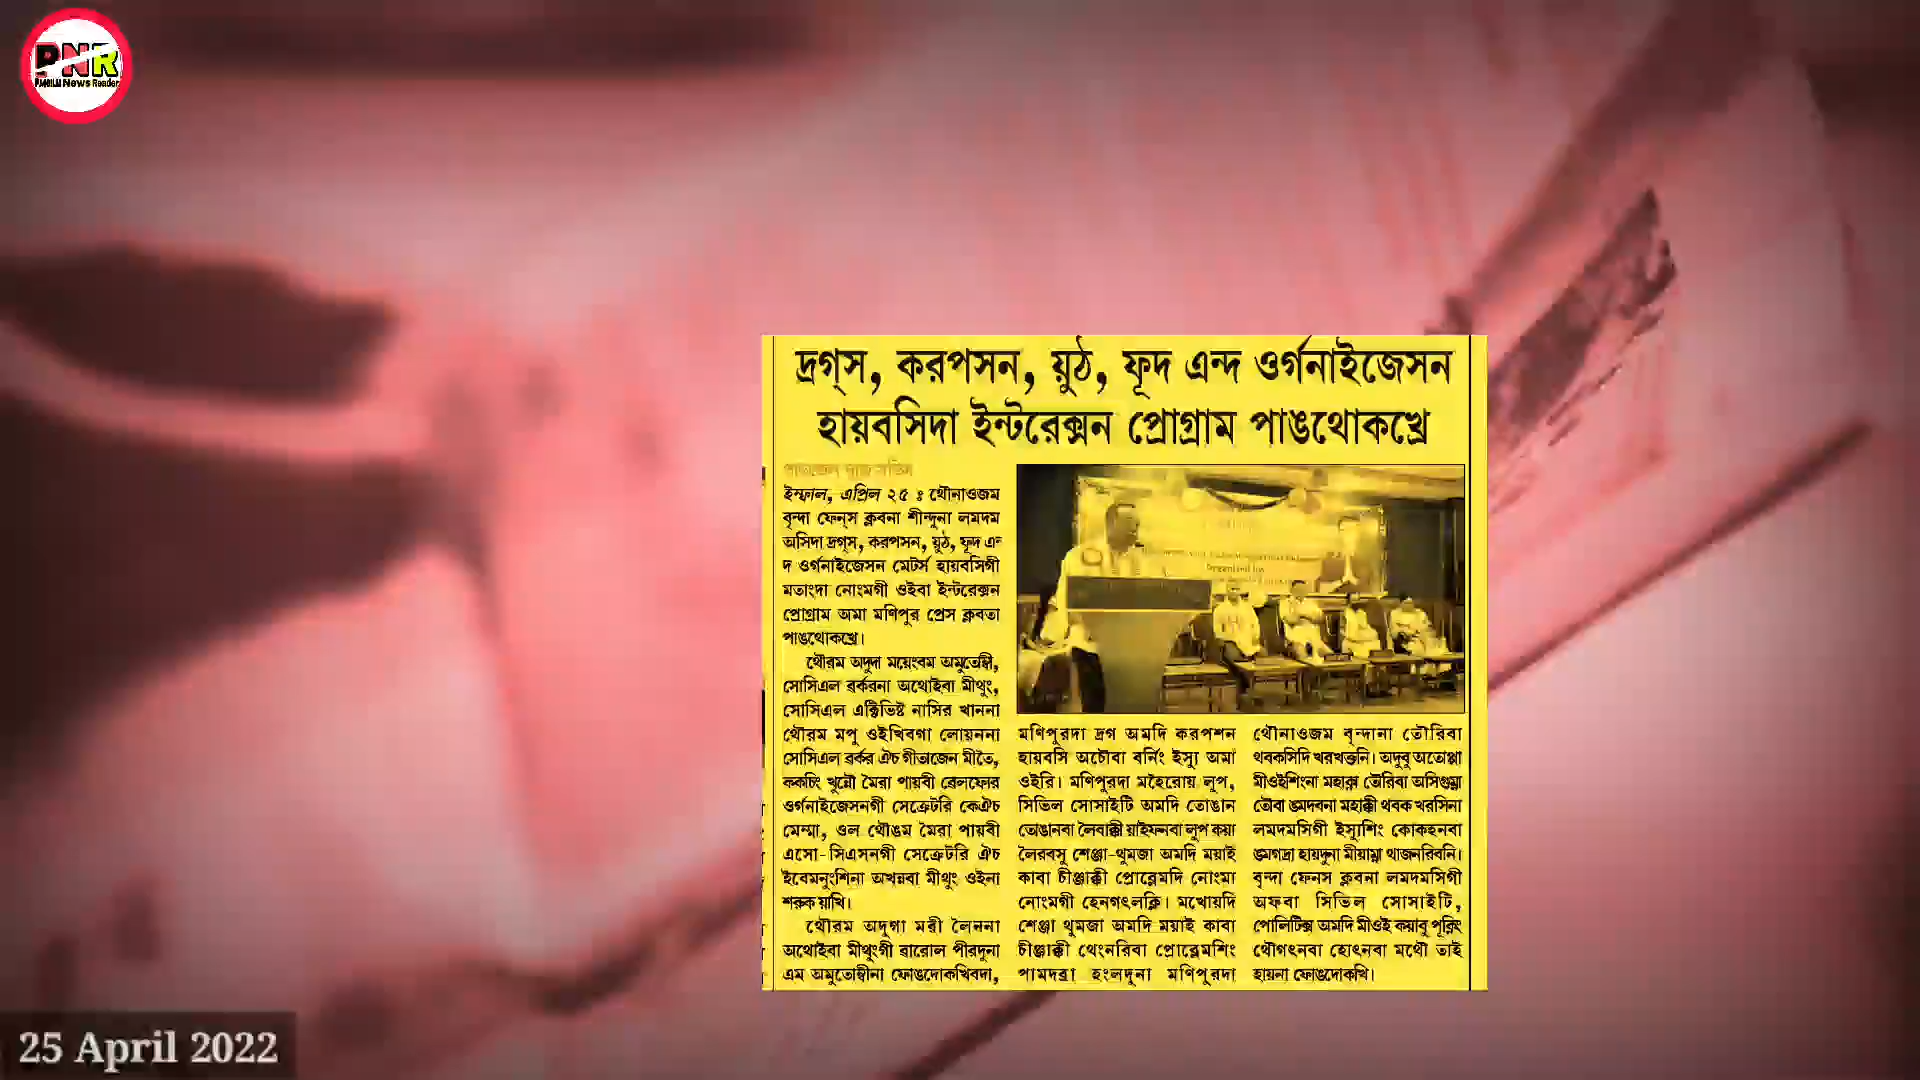 PNR
News Reader
দ্রগ্স, করপসন, য়ুঠ, ফূদ এন্দ ওর্গনাইজেসন
হায়বসিদা ইন্টরেক্সন প্রোগ্রাম পাঙথোকখ্রে
ইম্ফাল, এপ্রিল ২৫ ঃ থৌনাওজম
বৃন্দা ফেন্স ক্লবনা শীন্দুনা লমদম
অসিদা দ্রগ্স, করপসন, য়ুঠ, ফূদ এন
দ ওর্গনাইজেসন মেটর্স হায়বসিগী
মতাংদা নোংমগী ওইবা ইন্টরেক্সন
প্রোগ্রাম অমা মণিপুর প্রেস ক্লবতা
পাঙথোকখ্রে।
থৌরম অদুদা ময়েংবম অমুতোম্বী,
সোসিএল ৱর্করনা অথোইবা মীথুং,
সোসিএল এক্টিভিষ্ট নাসির খাননা
থৌরম মপু ওইখিবগা লোয়ননা
সোসিএল ৱর্কর ঐচ গীতাজেন মীতৈ,
ককচিং খুন্নৌ মৈরা পায়বী ৱেলফোর
ওর্গনাইজেসনগী সেক্রেটরি কেঐচ
মেম্মা, ওল থৌঙম মৈরা পায়বী
এসো-সিএসনগী সেক্রেটরি ঐচ
ইবেমনুংশিনা অখন্নবা মীথুং ওইনা
শরুক য়াখি।
থৌরম অদুগা মরী লৈননা
অথোইবা মীথুংগী ৱারোল পীরদুনা
এম অমুতোম্বীনা ফোঙদোকখিবদা,
মণিপুরদা দ্রগ অমদি করপশন
হায়বসি অচৌবা বর্নিং ইস্যু অমা
ওইরি। মণিপুরদা মহৈরোয় লূপ,
সিভিল সোসাইটি অমদি তোঙান
তোঙানবা লৈবাক্কী য়াইফনবা লূপ কয়া
লৈরবসু শেঞ্জা-থুমজা অমদি ময়াই
কাবা চীঞ্জাক্কী প্রোব্লেমদি নোংমা
নোংমগী হেনগৎলক্লি। মখোয়দি
শেঞ্জা থুমজা অমদি ময়াই কাবা
চীঞ্জাক্কী থেংনরিবা প্রোব্লেমশিং
পামদব্রা হংলদুনা মণিপুরদা
থৌনাওজম বৃন্দানা তৌরিবা
থবকসিদি খরখত্তনি। অদুবু অতোপ্পা
মীওইশিংনা মহাক্না তৌরিবা অসিগুম্না
তৌবা ঙমদবনা মহাক্কী থবক খরসিনা
লমদমসিগী ইস্যুশিং কোকহনবা
ঙমগদ্রা হায়দুনা মীয়াম্না থাজনরিবনি।
বৃন্দা ফেনস ক্লবনা লমদমসিগী
অফবা সিভিল সোসাইটি,
পোলিটিক্স অমদি মীওই কয়াবু পূরিং
থৌগৎনবা হোৎনবা মথৌ তাই
হায়না ফোঙদোকখি।
25 April 2022